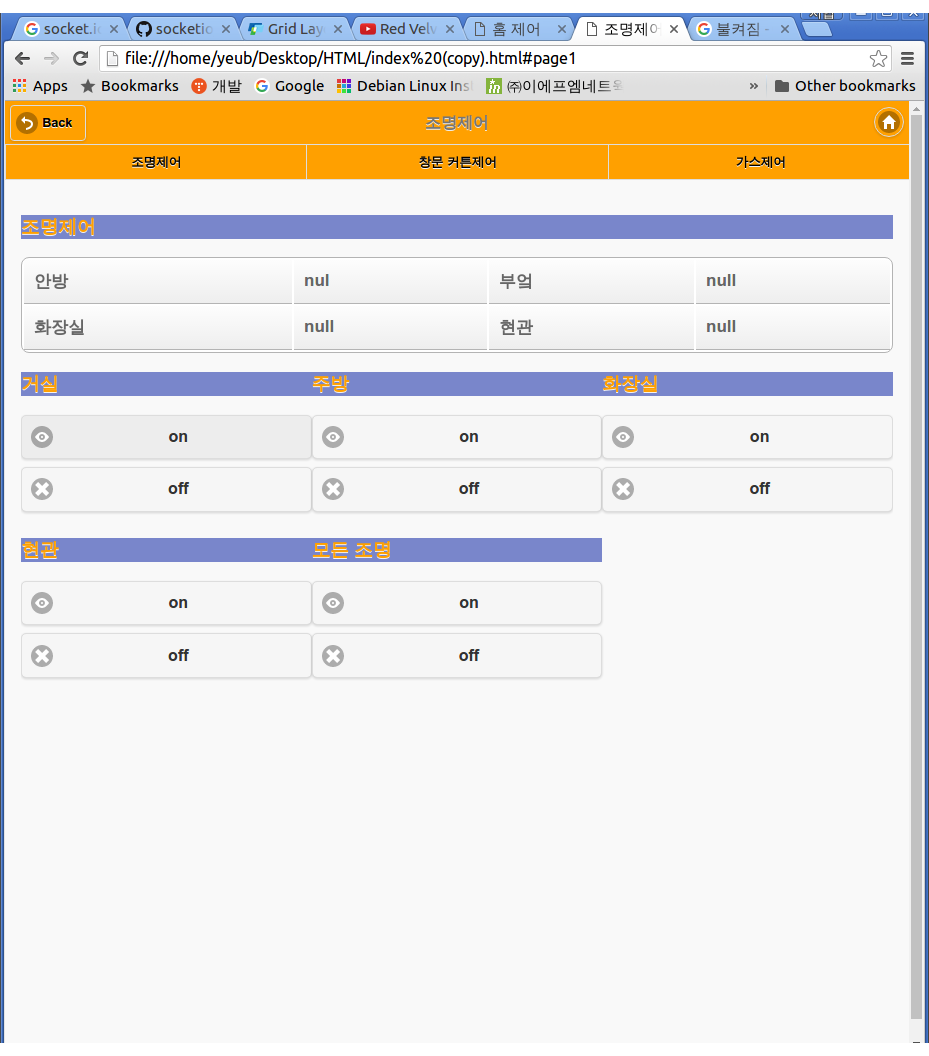 socket.i socketio Grid Lay Red Velv 홈 제어 조명제어 불켜짐 -
file:///home/yeub/Desktop/HTML/index%20(copy).html#page1
Apps Bookmarks 개발 Google Debian Linux Ins ㈜이에프엠네트웍 » Other bookmarks
Back 조명제어
조명제어 창문 커튼제어 가스제어
조명제어
안방 nul 부엌 null
화장실 null 현관 null
거실 주방 화장실
on on on
off off off
현관 모든 조명
on on
off off